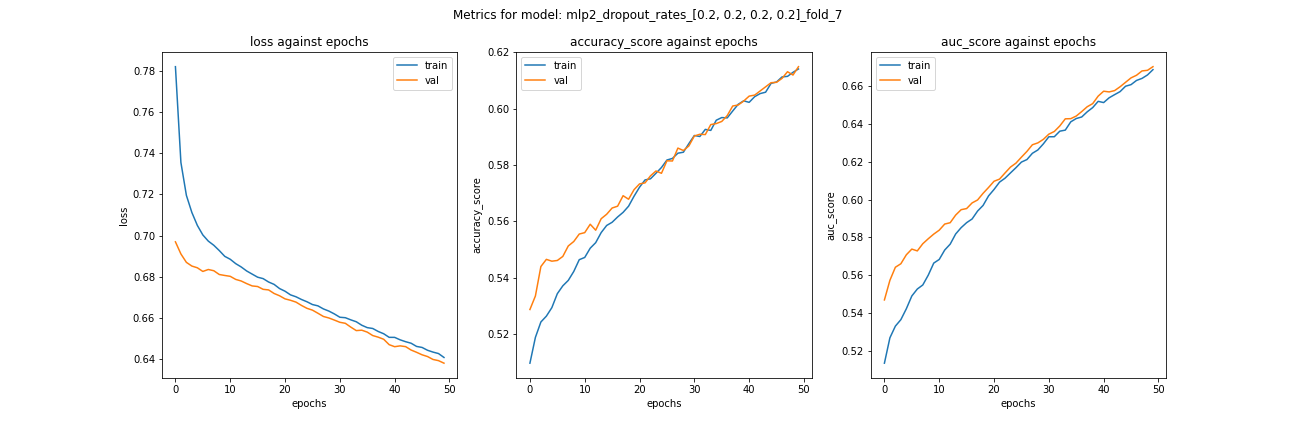 Metrics for model: mlp2_dropout_rates_[0.2, 0.2, 0.2, 0.2]_fold_7
loss against epochs
train
val
0.78
0.76
0.74
0.72
0.70
0.68
0.66
0.64
loss
0 10 20 30 40 50
epochs
accuracy_score against epochs
train
val
0.62
0.60
0.58
0.56
0.54
0.52
accuracy_score
0 10 20 30 40 50
epochs
auc_score against epochs
train
val
0.66
0.64
0.62
0.60
0.58
0.56
0.54
0.52
auc_score
0 10 20 30 40 50
epochs